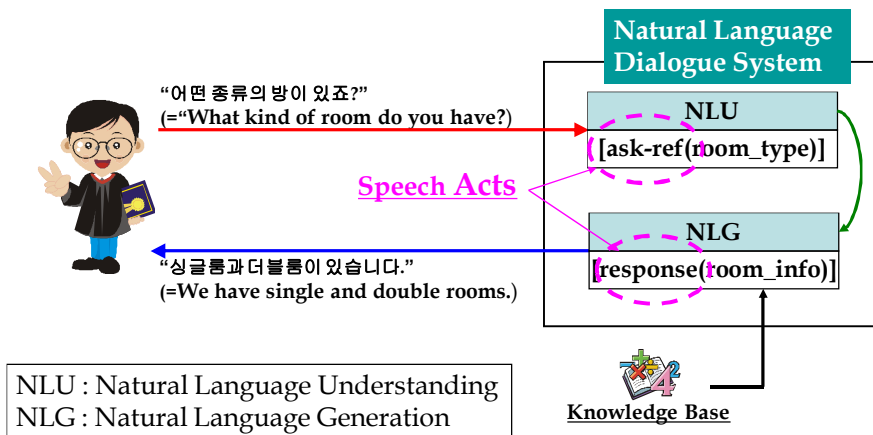 Natural Language
Dialogue System
“어떤 종류의 방이 있죠?”
(=“What kind of room do you have?)
NLU
[ask-ref(room_type)]
Speech Acts
NLG
[response(room_info)]
“싱글룸과 더블룸이 있습니다.”
(=We have single and double rooms.)
NLU : Natural Language Understanding
NLG : Natural Language Generation
Knowledge Base